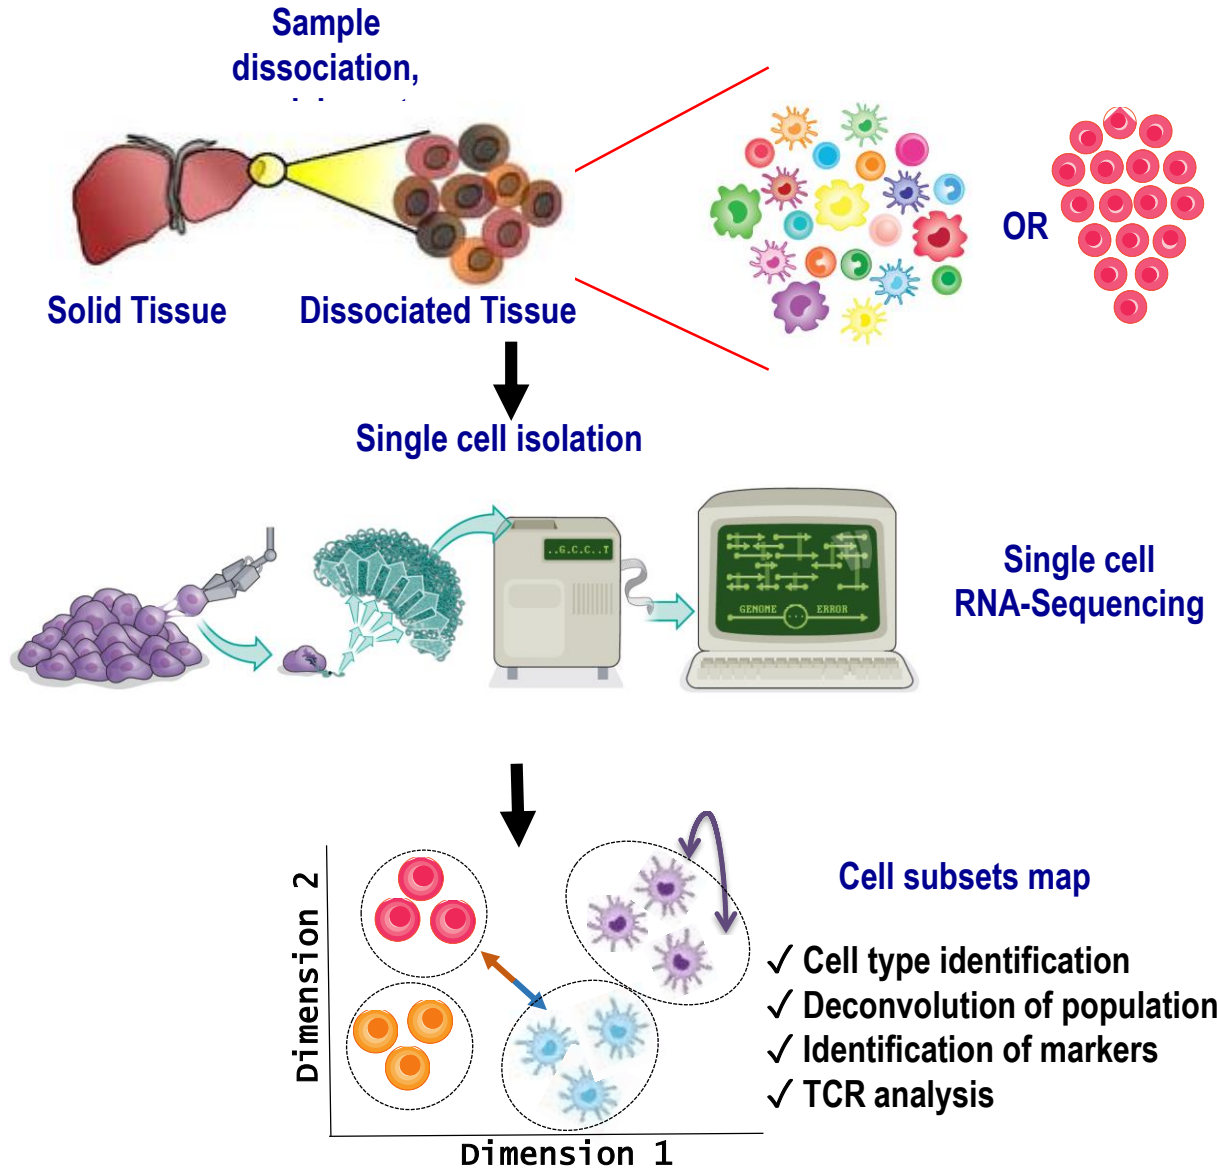 Sample
dissociation,
Solid Tissue
Dissociated Tissue
OR
Single cell isolation
..G.C.C..T
GEMOME
ERROR
...
Single cell
RNA-Sequencing
Dimension 2
Dimension 1
Cell subsets map
✓ Cell type identification
✓ Deconvolution of population
✓ Identification of markers
✓ TCR analysis